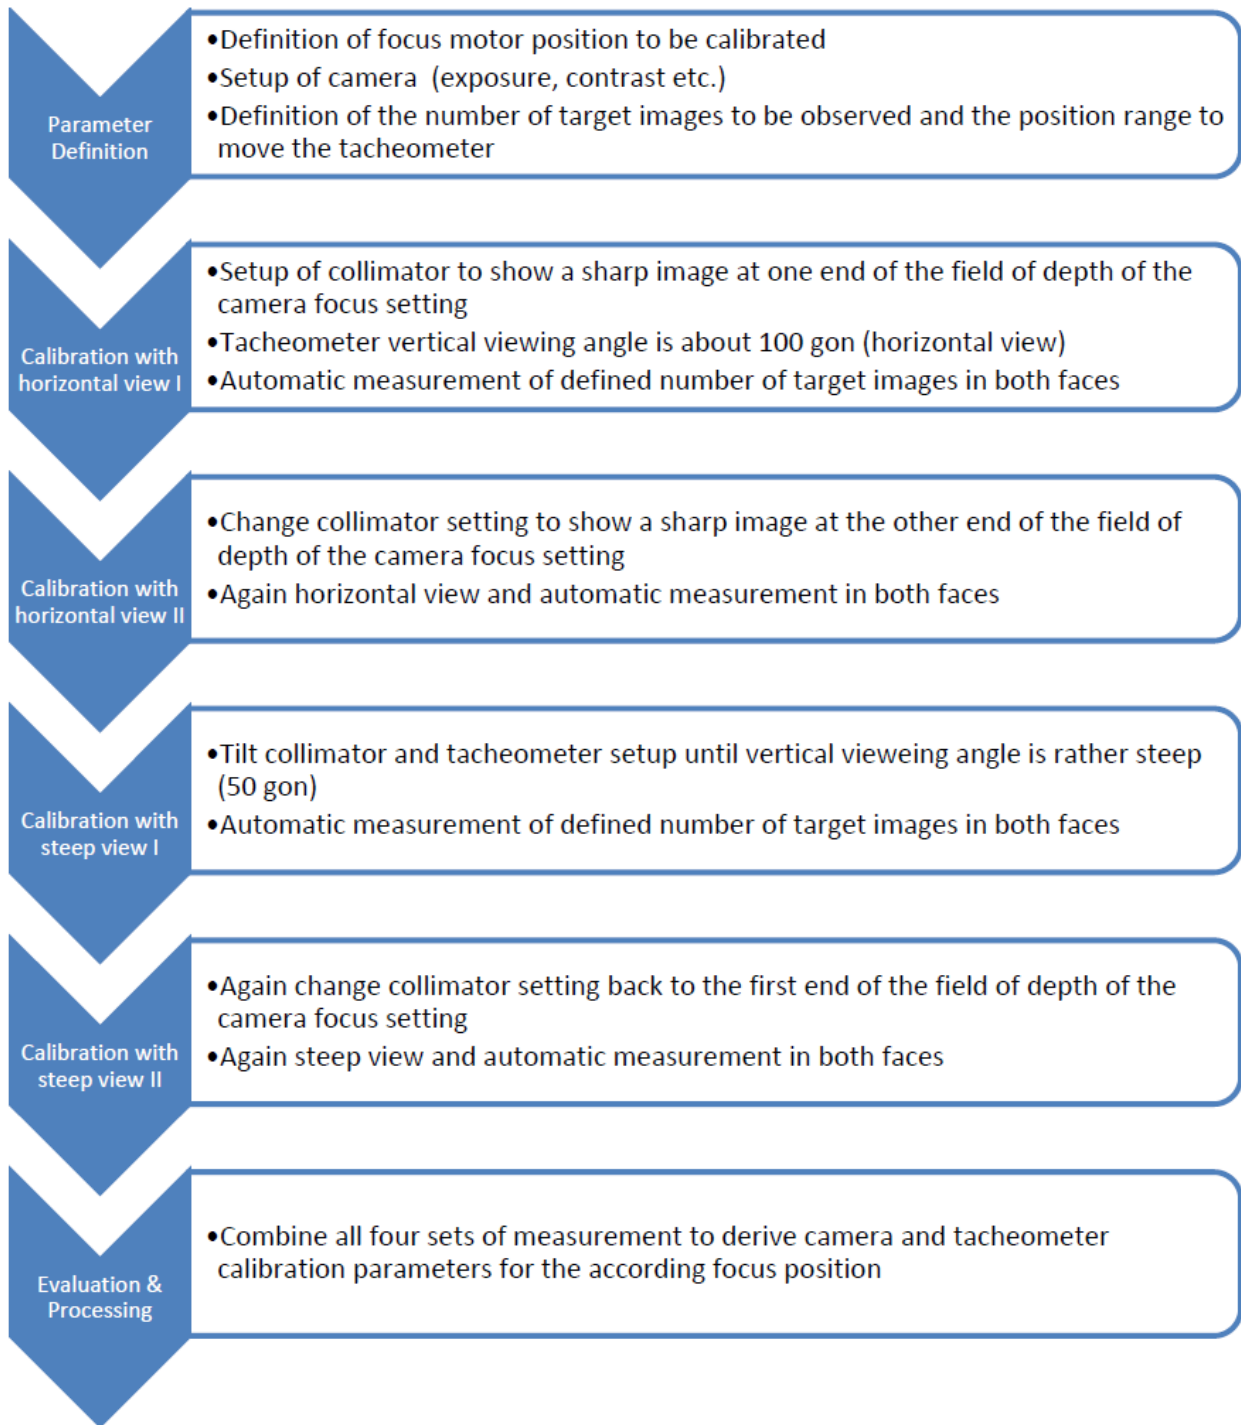 Parameter
Definition
•Definition of focus motor position to be calibrated
•Setup of camera (exposure, contrast etc.)
•Definition of the number of target images to be observed and the position range to
move the tacheometer
Calibration with
horizontal view I
•Setup of collimator to show a sharp image at one end of the field of depth of the
camera focus setting
•Tacheometer vertical viewing angle is about 100 gon (horizontal view)
•Automatic measurement of defined number of target images in both faces
Calibration with
horizontal view II
•Change collimator setting to show a sharp image at the other end of the field of
depth of the camera focus setting
•Again horizontal view and automatic measurement in both faces
Calibration with
steep view I
•Tilt collimator and tacheometer setup until vertical vieweing angle is rather steep
(50 gon)
•Automatic measurement of defined number of target images in both faces
Calibration with
steep view II
•Again change collimator setting back to the first end of the field of depth of the
camera focus setting
•Again steep view and automatic measurement in both faces
Evaluation &
Processing
•Combine all four sets of measurement to derive camera and tacheometer
calibration parameters for the according focus position